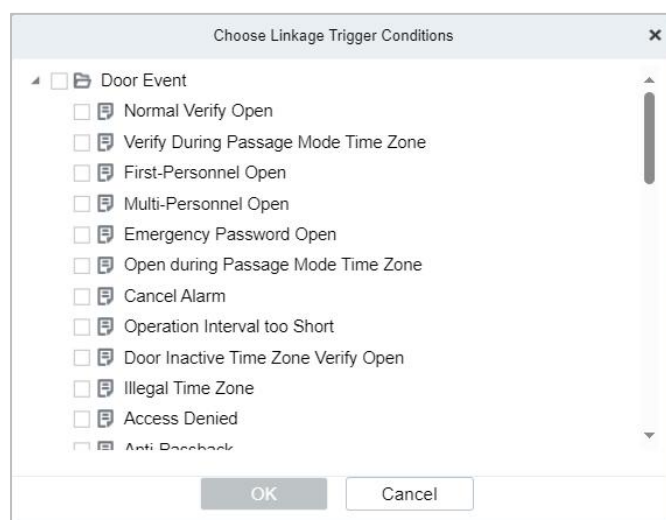 Choose Linkage Trigger Conditions
Door Event
Normal Verify Open
Verify During Passage Mode Time Zone
First-Personnel Open
Multi-Personnel Open
Emergency Password Open
Open during Passage Mode Time Zone
Cancel Alarm
Operation Interval too Short
Door Inactive Time Zone Verify Open
Illegal Time Zone
Access Denied
Anti-Passback
OK
Cancel